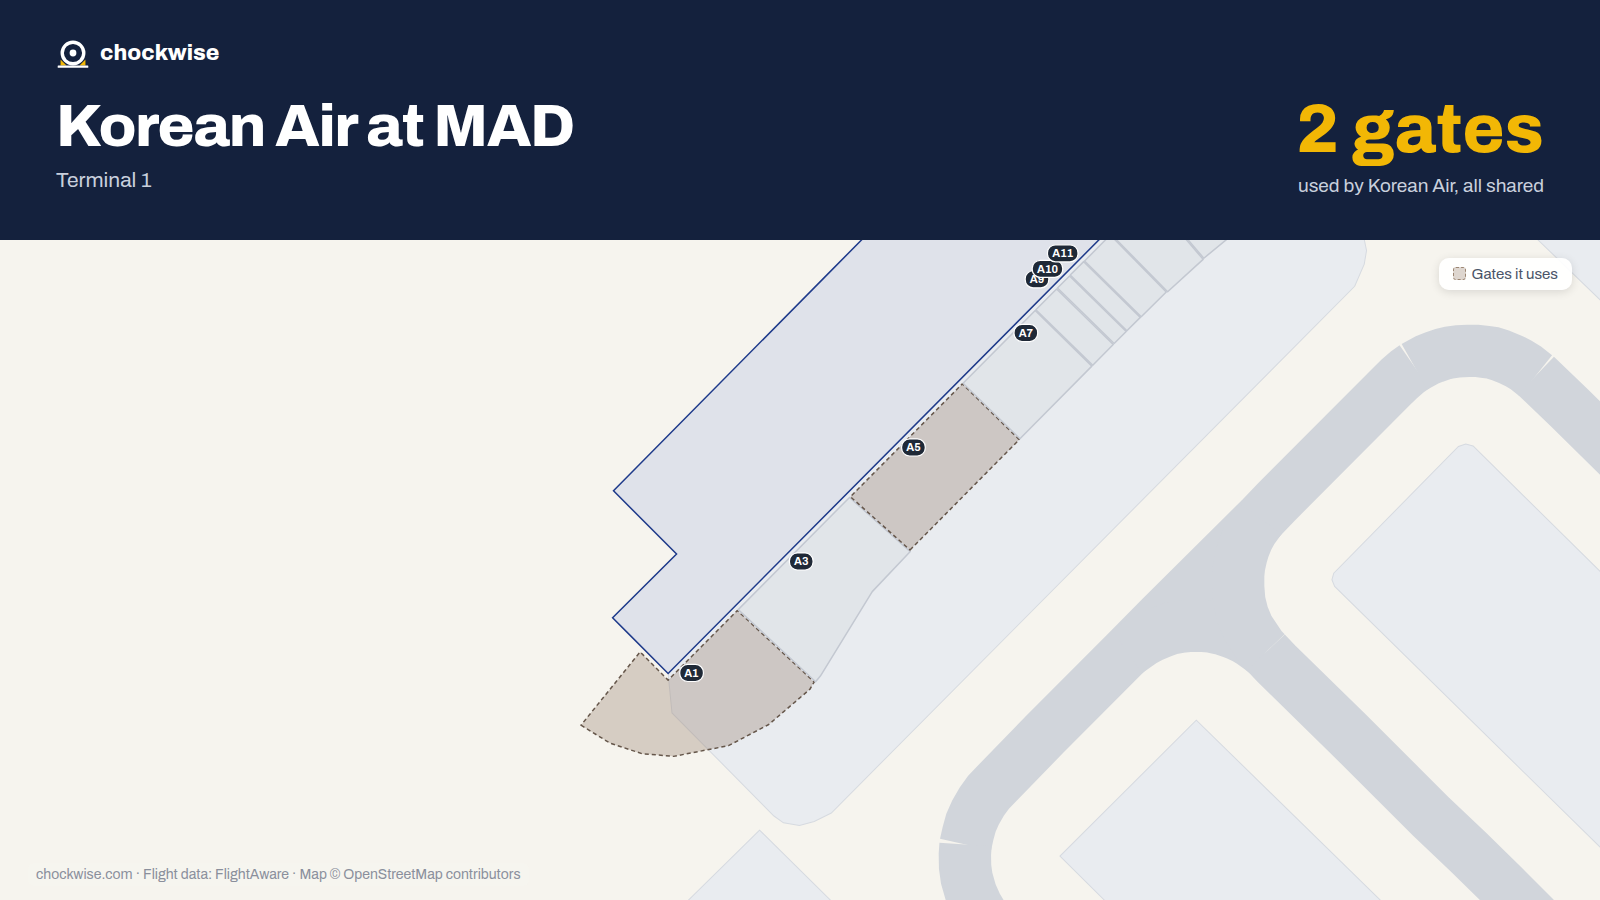 chockwise
Korean Air at MAD
Terminal 1
2 gates
used by Korean Air, all shared
A11
A10
A9
Gates it uses
A7
A5
A3
A1
chockwise.com · Flight data: FlightAware · Map © OpenStreetMap contributors